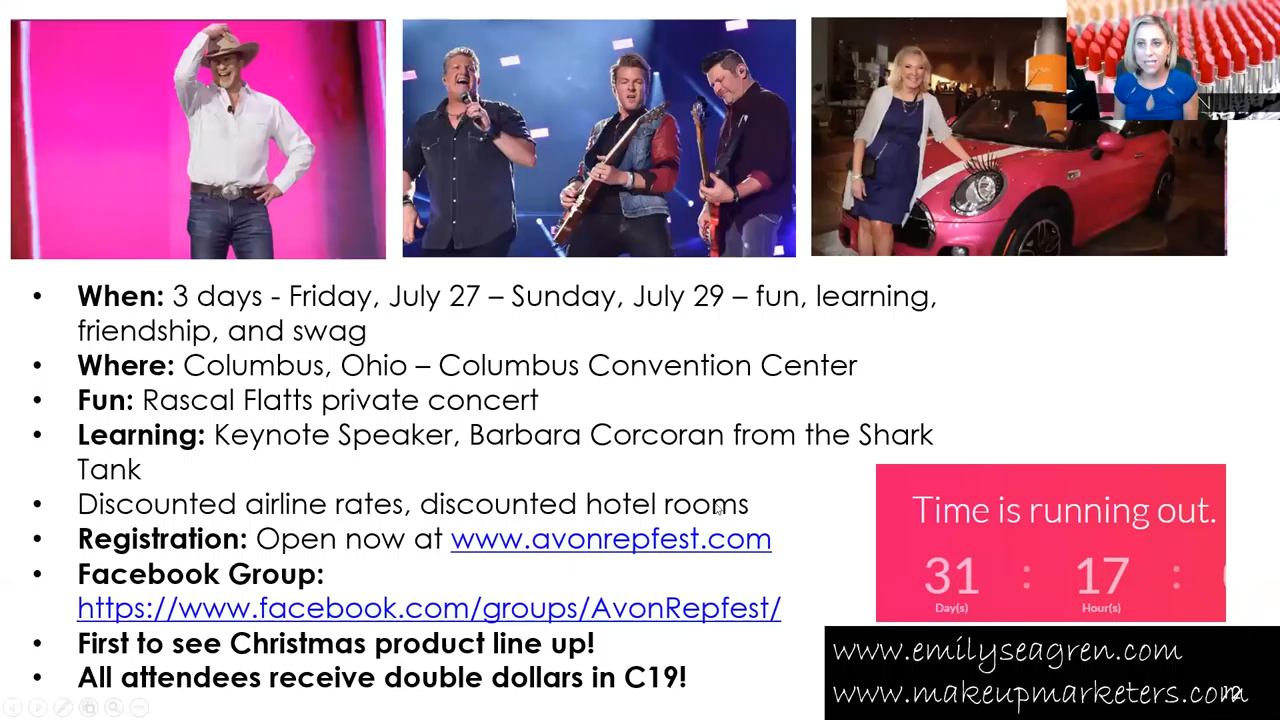 • When: 3 days - Friday, July 27 – Sunday, July 29 – fun, learning,
friendship, and swag
• Where: Columbus, Ohio – Columbus Convention Center
• Fun: Rascal Flatts private concert
• Learning: Keynote Speaker, Barbara Corcoran from the Shark
Tank
• Discounted airline rates, discounted hotel rooms
• Registration: Open now at www.avonrepfest.com
• Facebook Group:
https://www.facebook.com/groups/AvonRepfest/
• First to see Christmas product line up!
• All attendees receive double dollars in C19!
Time is running out.
31 : 17 :
Day(s) Hour(s)
www.emilyseagren.com
www.makeupmarketers.com